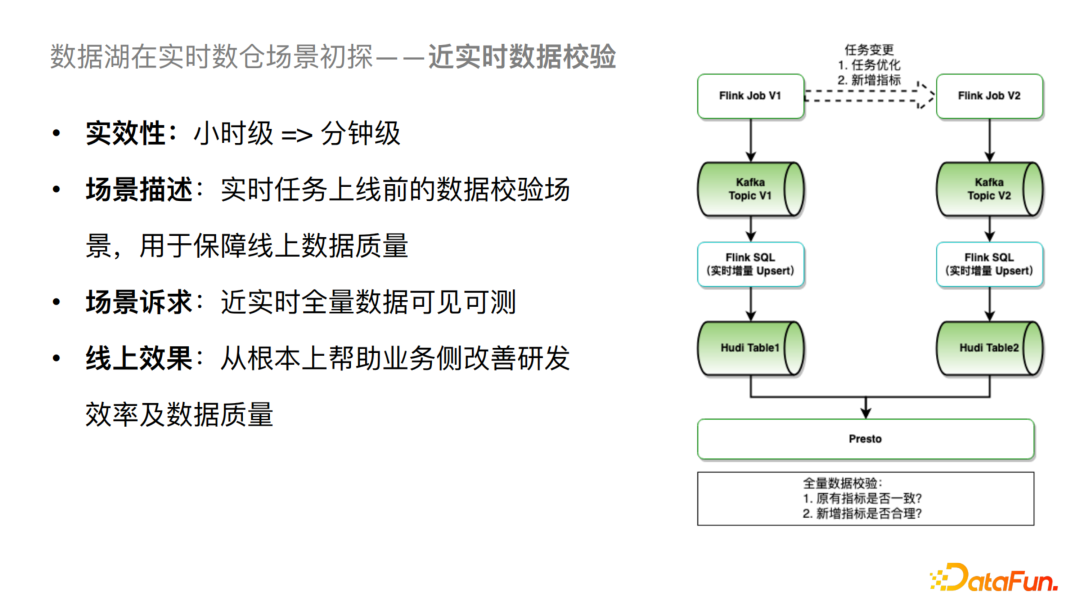 数据湖在实时数仓场景初探——近实时数据校验
• 实效性：小时级 => 分钟级
• 场景描述：实时任务上线前的数据校验场
景，用于保障线上数据质量
• 场景诉求：近实时全量数据可见可测
• 线上效果：从根本上帮助业务侧改善研发
效率及数据质量
任务变更
1. 任务优化
2. 新增指标
Flink Job V1
Flink Job V2
Kafka
Topic V1
Kafka
Topic V2
Flink SQL
（实时增量 Upsert）
Flink SQL
（实时增量 Upsert）
Hudi Table1
Hudi Table2
Presto
全量数据校验：
1. 原有指标是否一致?
2. 新增指标是否合理?
DataFun.